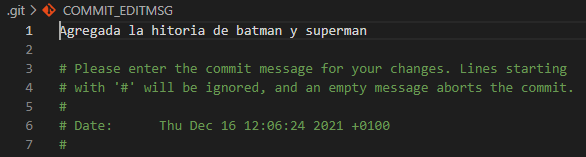 .git > COMMIT_EDITMSG
1 Agregada la hitoria de batman y superman
2
3 # Please enter the commit message for your changes. Lines starting
4 # with '#' will be ignored, and an empty message aborts the commit.
5 #
6 # Date:      Thu Dec 16 12:06:24 2021 +0100
7 #